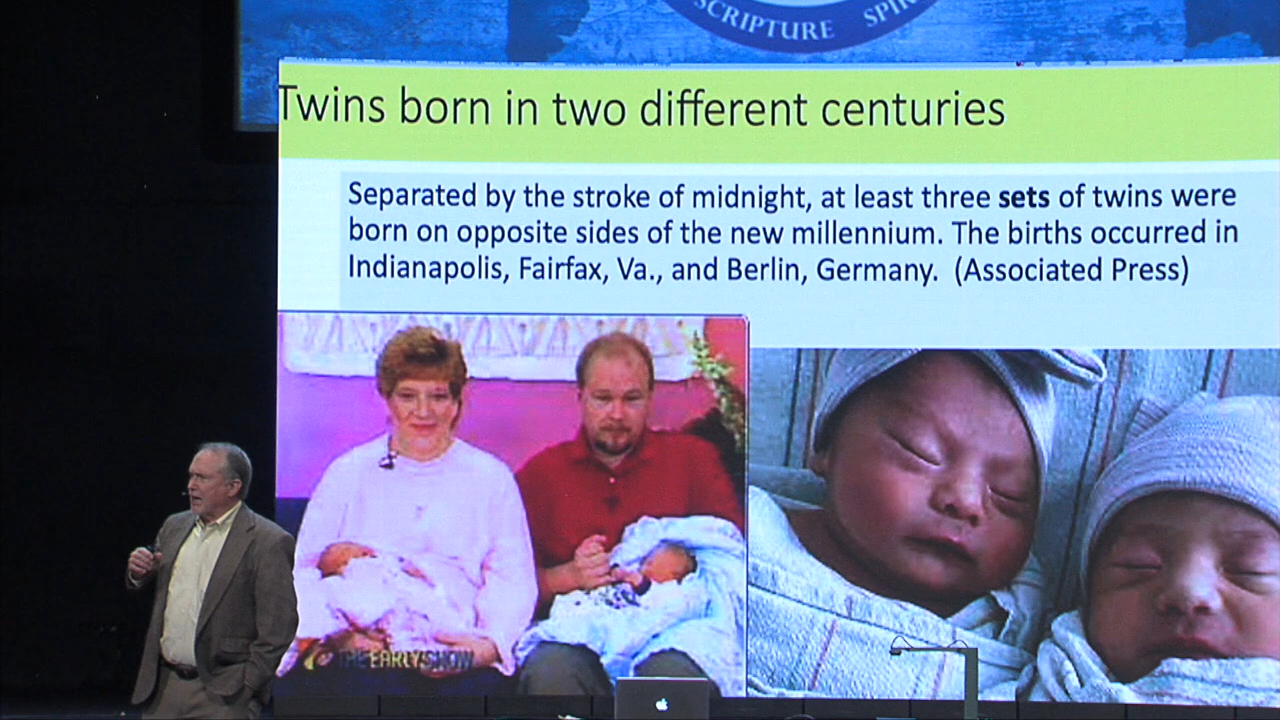 SCRIPTURE
Twins born in two different centuries
Separated by the stroke of midnight, at least three sets of twins were
born on opposite sides of the new millennium. The births occurred in
Indianapolis, Fairfax, Va., and Berlin, Germany. (Associated Press)
THE EARLY SHOW